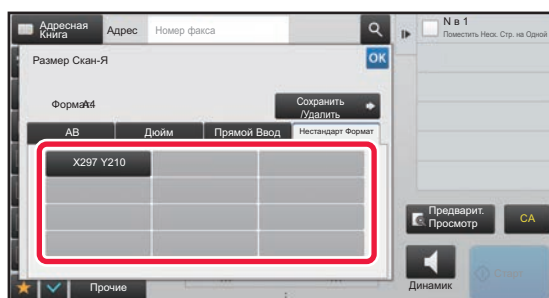 Адресная
Книга
Адрес
Номер факса
N в 1
Поместить Неск. Стр. на Одной
Размер Скан-Я
OK
Формат:A4
Сохранить
/Удалить
AB
Дюйм
Прямой Ввод
Нестандарт Формат
X297 Y210
Предварит.
Просмотр
CA
Прочие
Динамик
Старт